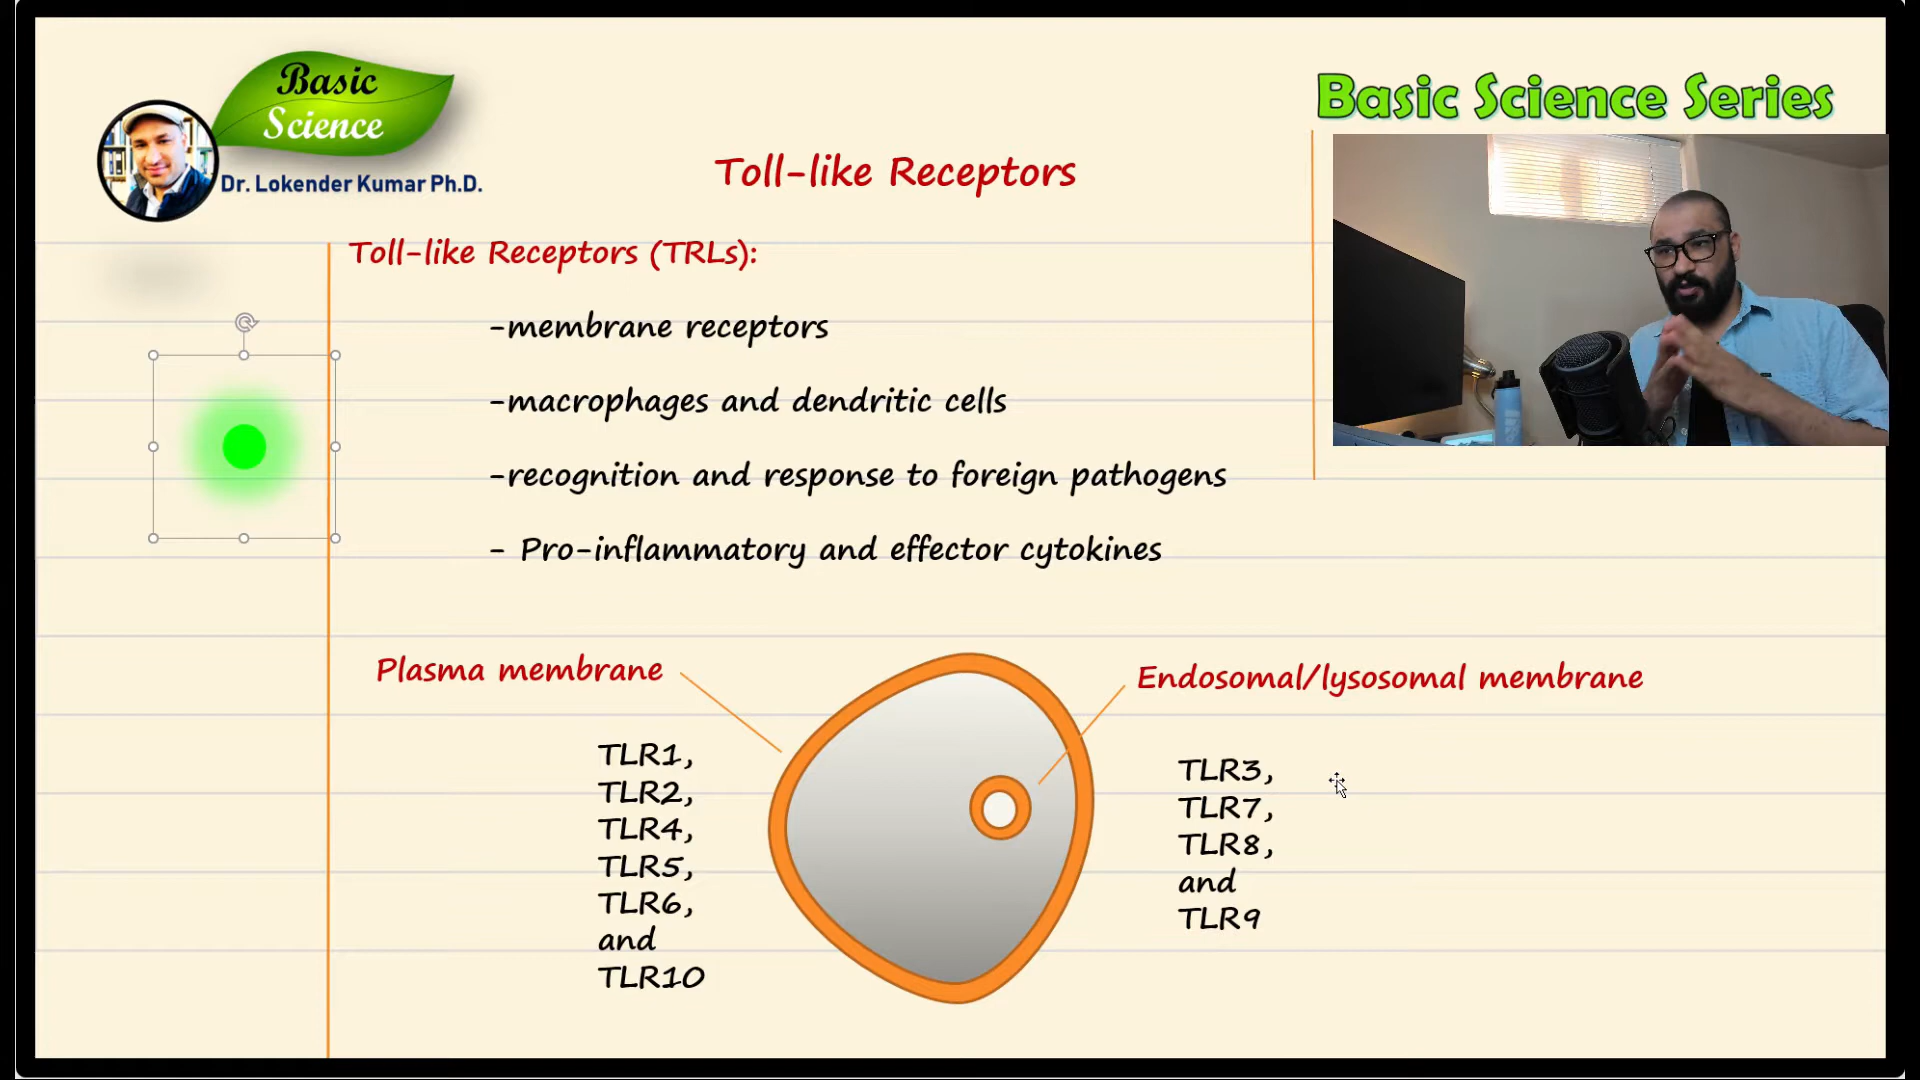 Basic
Science
Dr. Lokender Kumar Ph.D.
Basic Science Series
Toll-like Receptors
Toll-like Receptors (TRLs):
-membrane receptors
-macrophages and dendritic cells
-recognition and response to foreign pathogens
- Pro-inflammatory and effector cytokines
Plasma membrane
TLR1,
TLR2,
TLR4,
TLR5,
TLR6,
and
TLR10
Endosomal/lysosomal membrane
TLR3,
TLR7,
TLR8,
and
TLR9